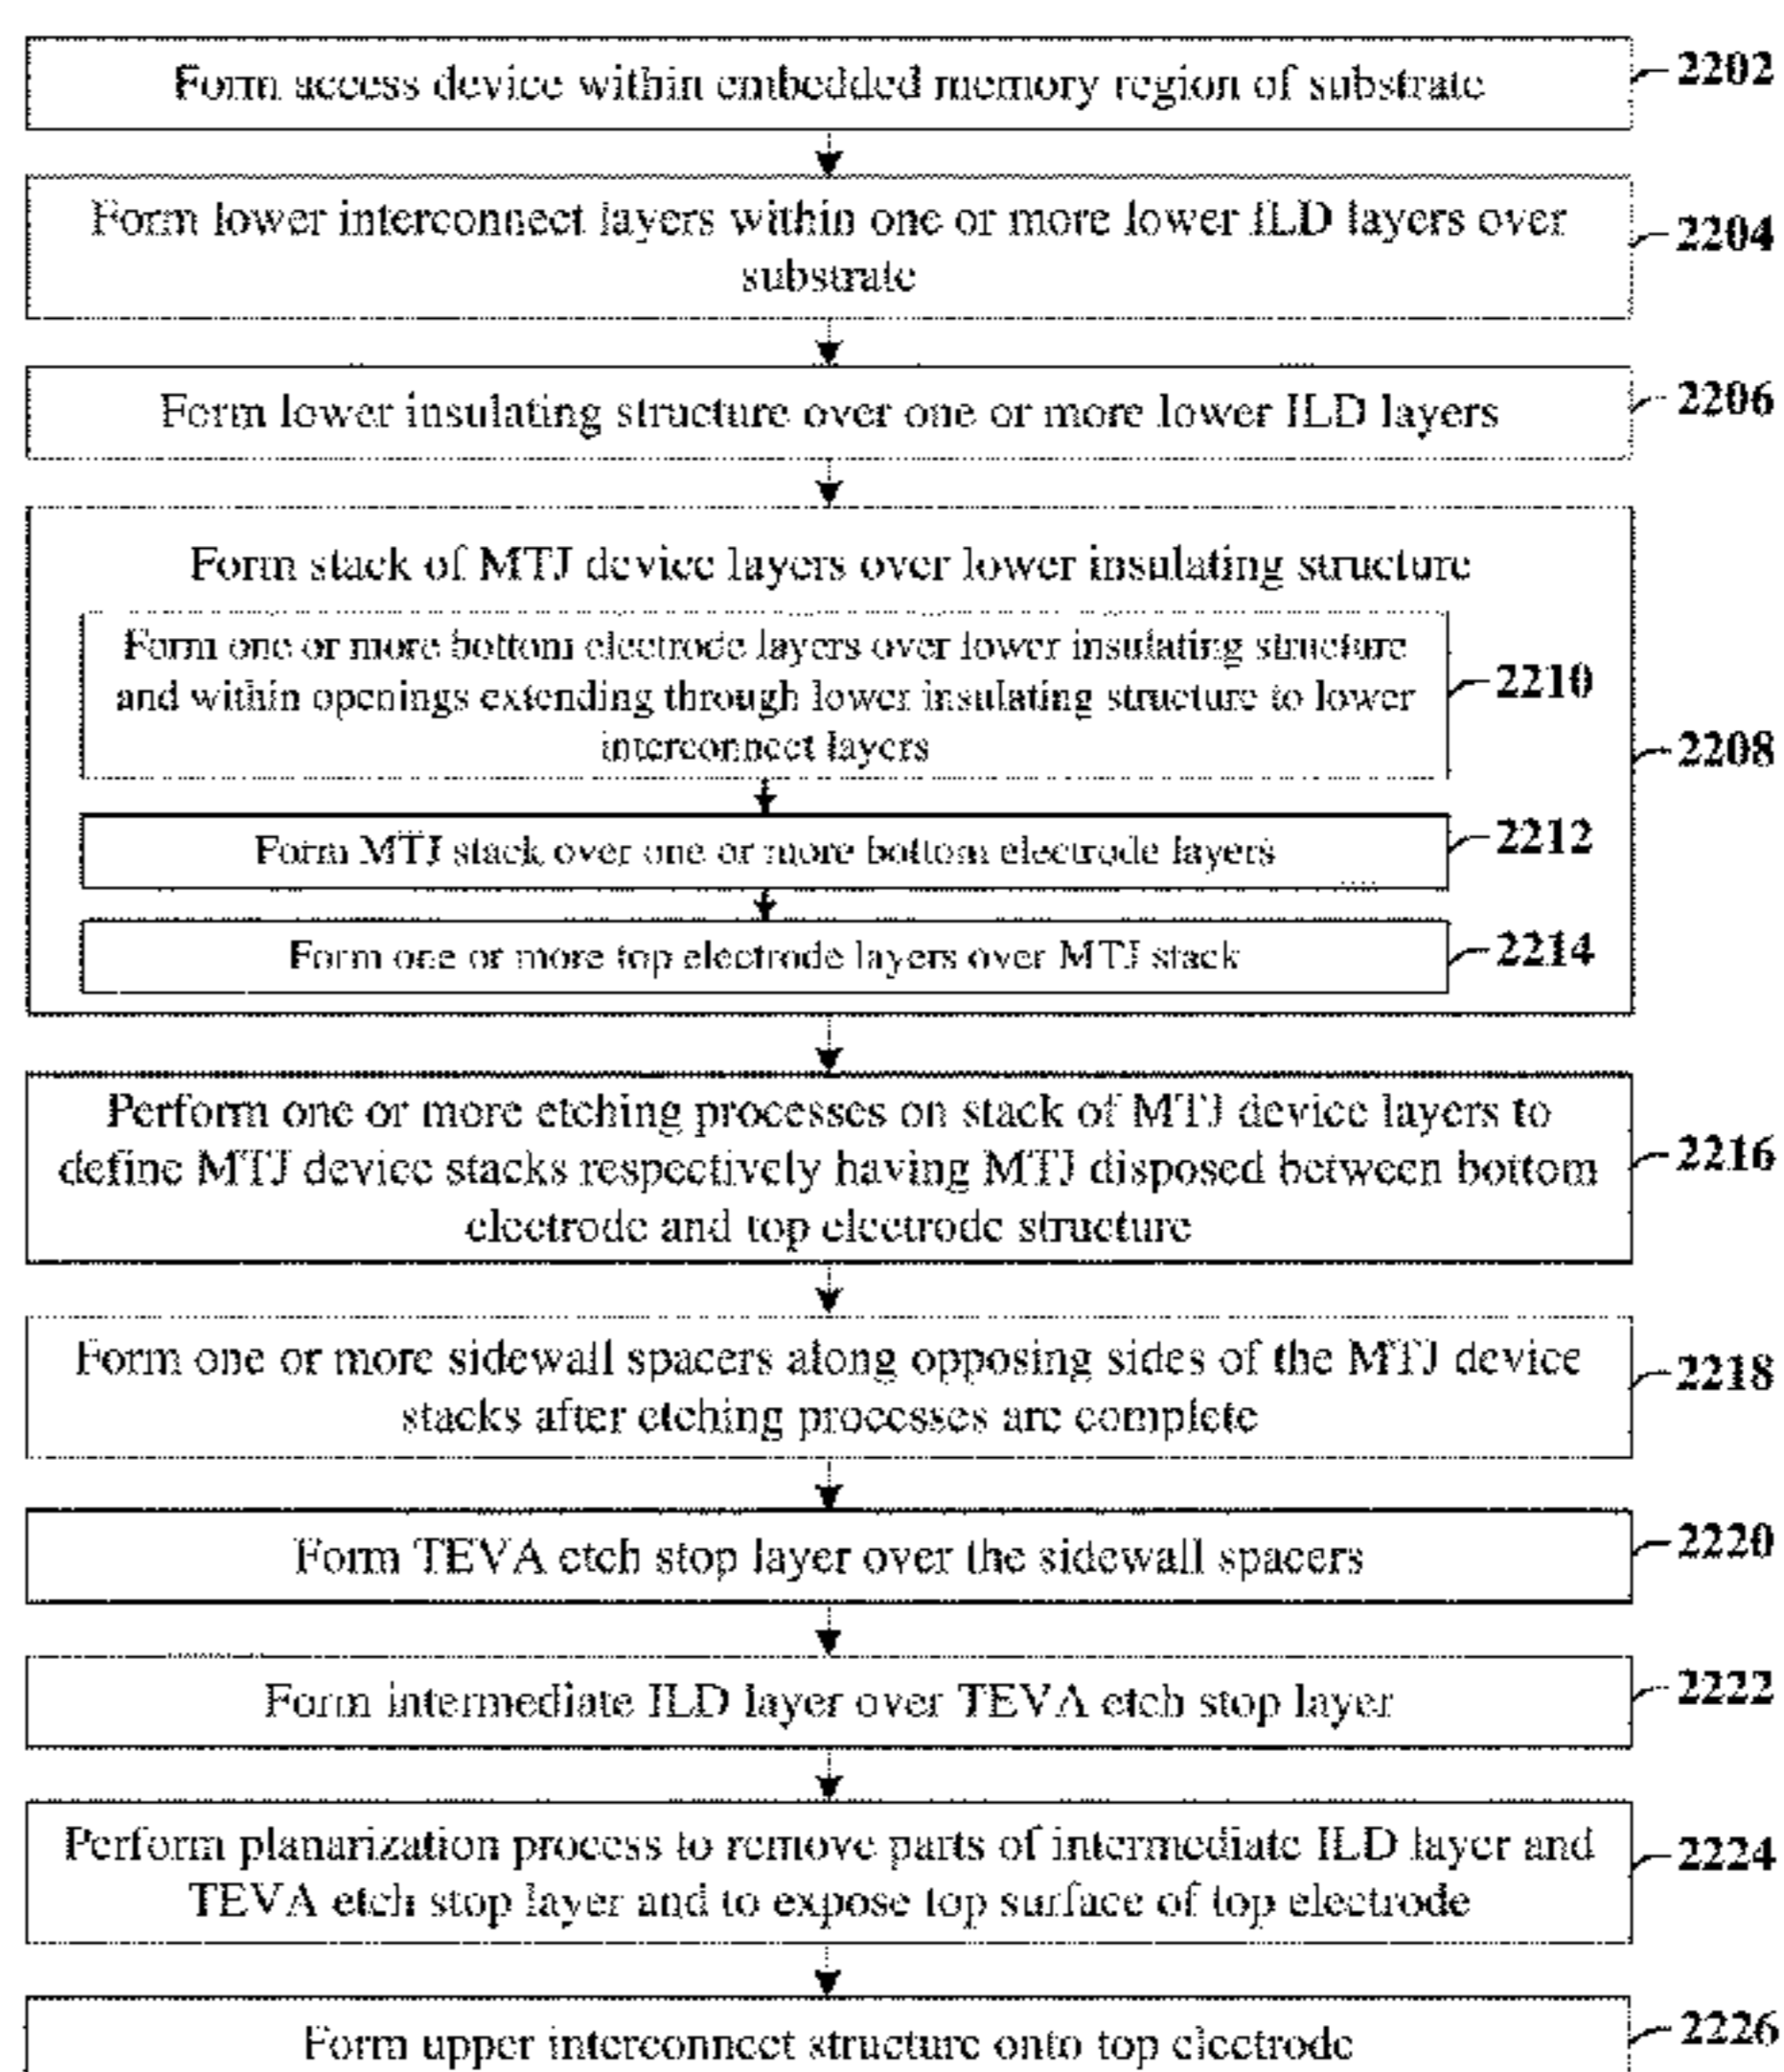 Form access device within embedded memory region of substrate
2202
Form lower interconnect layers within one or more lower ILD layers over
substrate
2204
Form lower insulating structure over one or more lower ILD layers
2206
Form stack of MTJ device layers over lower insulating structure
2208
Form one or more bottom electrode layers over lower insulating structure
and within openings extending through lower insulating structure to lower
interconnect layers
2210
Form MTJ stack over one or more bottom electrode layers
2212
Form one or more top electrode layers over MTJ stack
2214
Perform one or more etching processes on stack of MTJ device layers to
define MTJ device stacks respectively having MTJ disposed between bottom
electrode and top electrode structure
2216
Form one or more sidewall spacers along opposing sides of the MTJ device
stacks after etching processes are complete
2218
Form TEVA etch stop layer over the sidewall spacers
2220
Form intermediate ILD layer over TEVA etch stop layer
2222
Perform planarization process to remove parts of intermediate ILD layer and
TEVA etch stop layer and to expose top surface of top electrode
2224
Form upper interconnect structure onto top electrode
2226